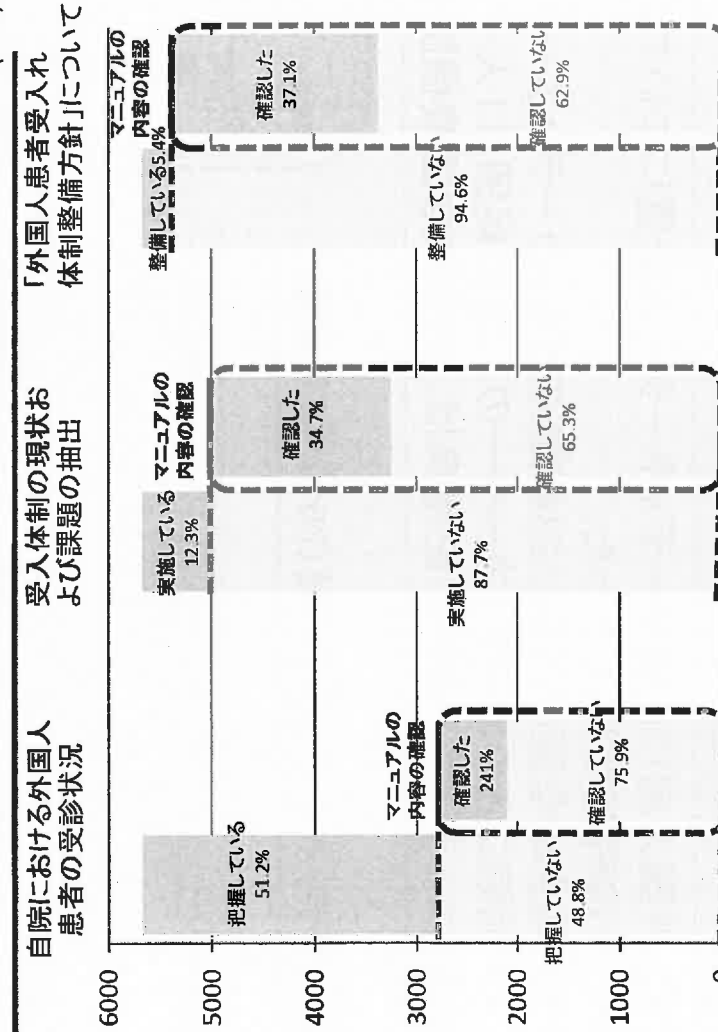 自院における外国人
患者の受診状況
受入体制の現状お
よび課題の抽出
「外国人患者受入れ
体制整備方針」について
6000
5000
4000
3000
2000
1000
把握している
51.2%
把握していない
48.8%
マニュアルの
内容の確認
確認した
241%
確認していない
75.9%
実施している
12.3%
実施していない
87.7%
マニュアルの
内容の確認
確認した
34.7%
確認していない
65.3%
整備している5.4%
整備していない
94.6%
マニュアルの
内容の確認
確認した
37.1%
確認していない
62.9%